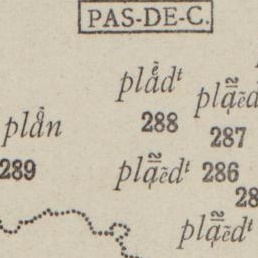 PAS-DE-C.
plå̃dᵗ
288
plą̃̃ẽd
287
plå̃n
289
plą̃̃ẽdᵗ 286
28
plą̃̃ẽdᵗ